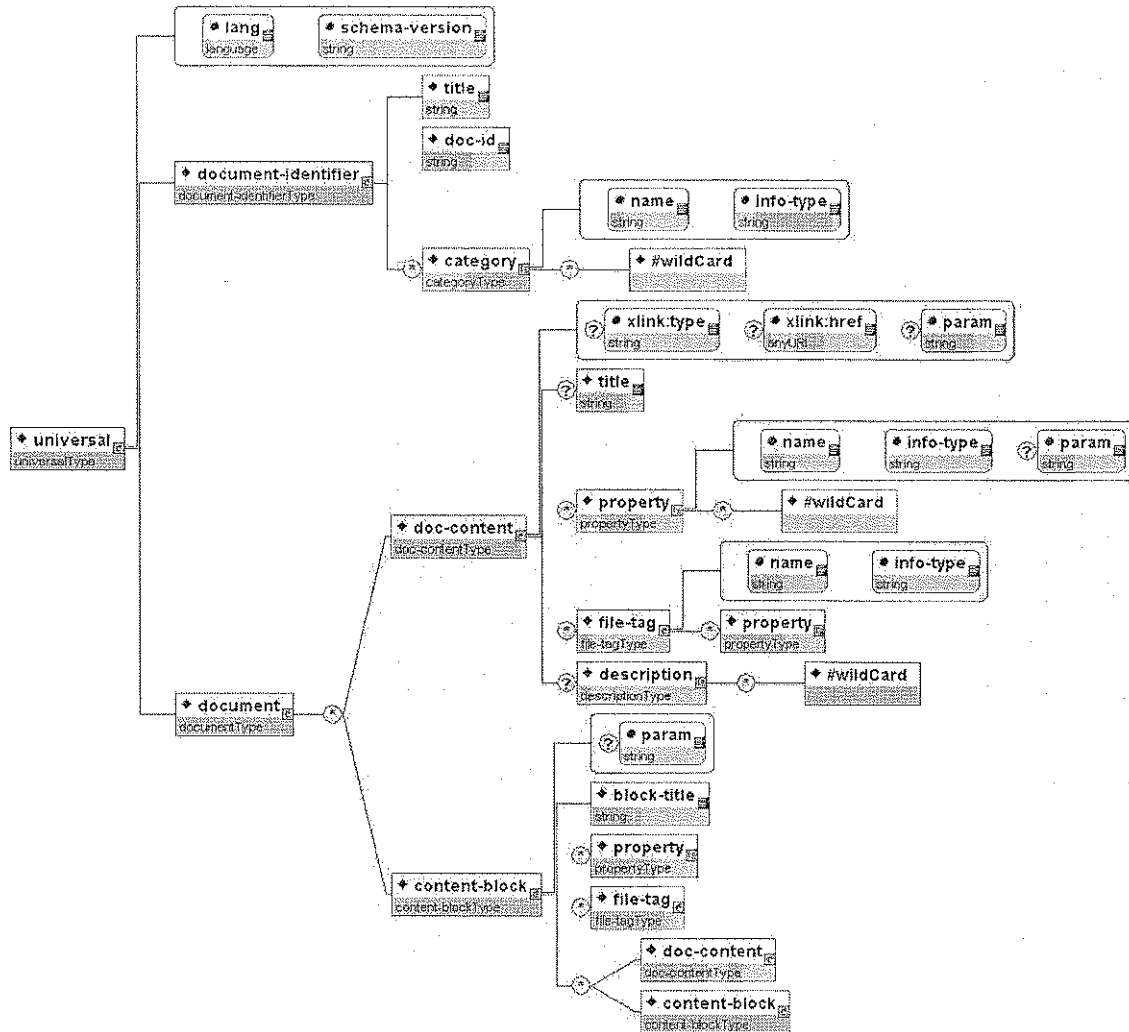 lang
language
schema-version
string
title
string
doc-id
string
document-identifier
document-identifierType
name
string
info-type
string
category
categoryType
#wildCard
xlink:type
string
xlink:href
anyURI
param
string
title
string
universal
universalType
name
string
info-type
string
param
string
property
propertyType
#wildCard
doc-content
doc-contentType
name
string
info-type
string
file-tag
file-tagType
property
propertyType
description
descriptionType
#wildCard
document
documentType
param
string
block-title
string
property
propertyType
content-block
content-blockType
file-tag
file-tagType
doc-content
doc-contentType
content-block
content-blockType